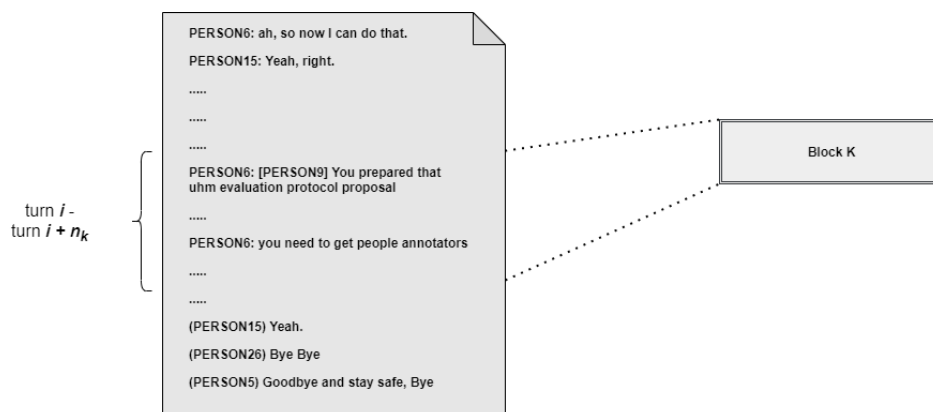 PERSON6: ah, so now I can do that.
PERSON15: Yeah, right.
.....
.....
.....
PERSON6: [PERSON9] You prepared that
uhm evaluation protocol proposal
.....
PERSON6: you need to get people annotators
.....
.....
(PERSON15) Yeah.
(PERSON26) Bye Bye
(PERSON5) Goodbye and stay safe, Bye
turn i -
turn i + nk
Block K